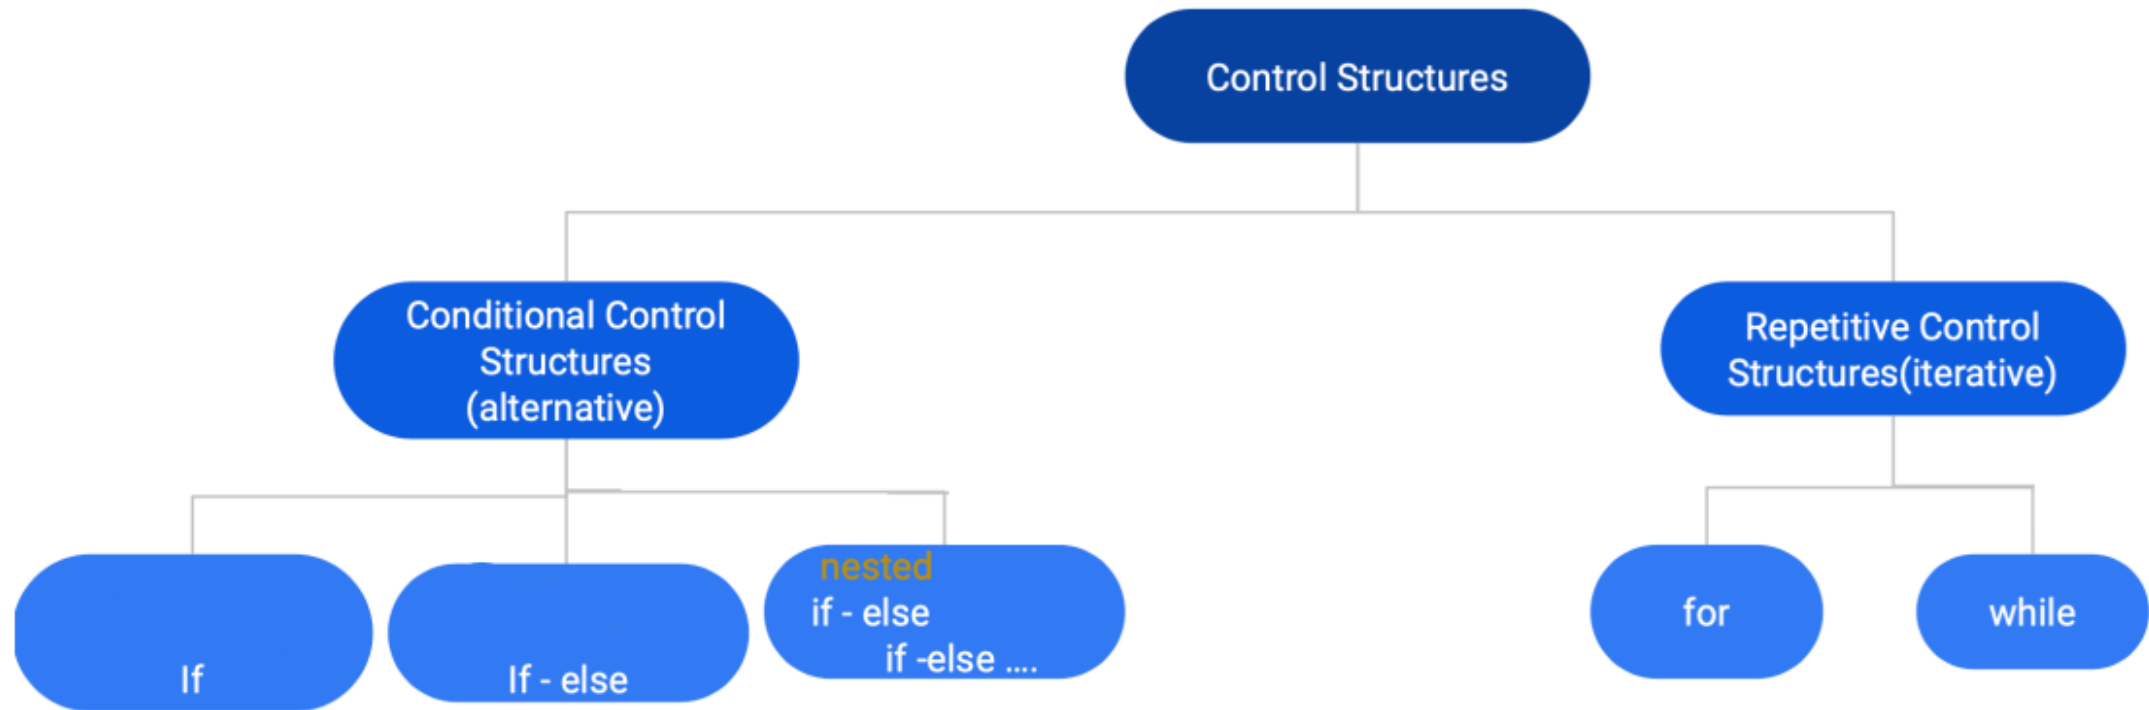 Control Structures
Conditional Control
Structures
(alternative)
Repetitive Control
Structures(iterative)
If
If - else
nested
if - else
if -else ....
for
while